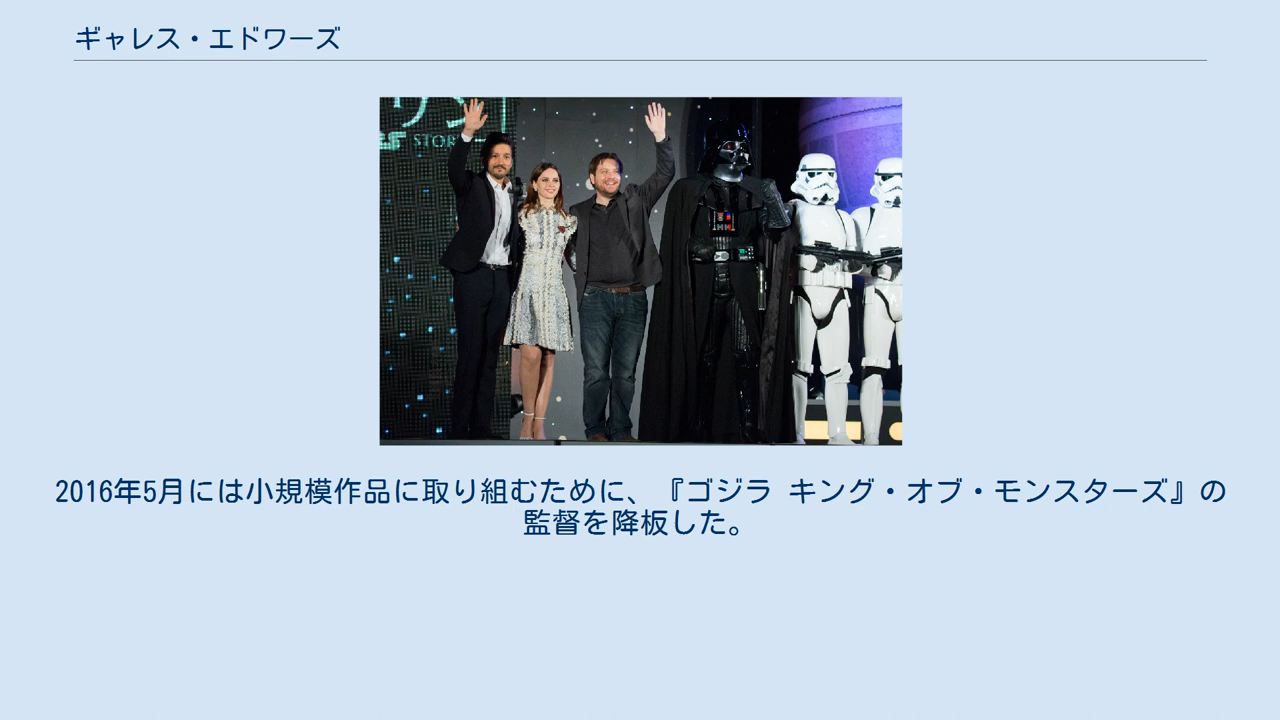 ギャレス・エドワーズ
STOR
2016年5月には小規模作品に取り組むために、『ゴジラ キング・オブ・モンスターズ』の
監督を降板した。